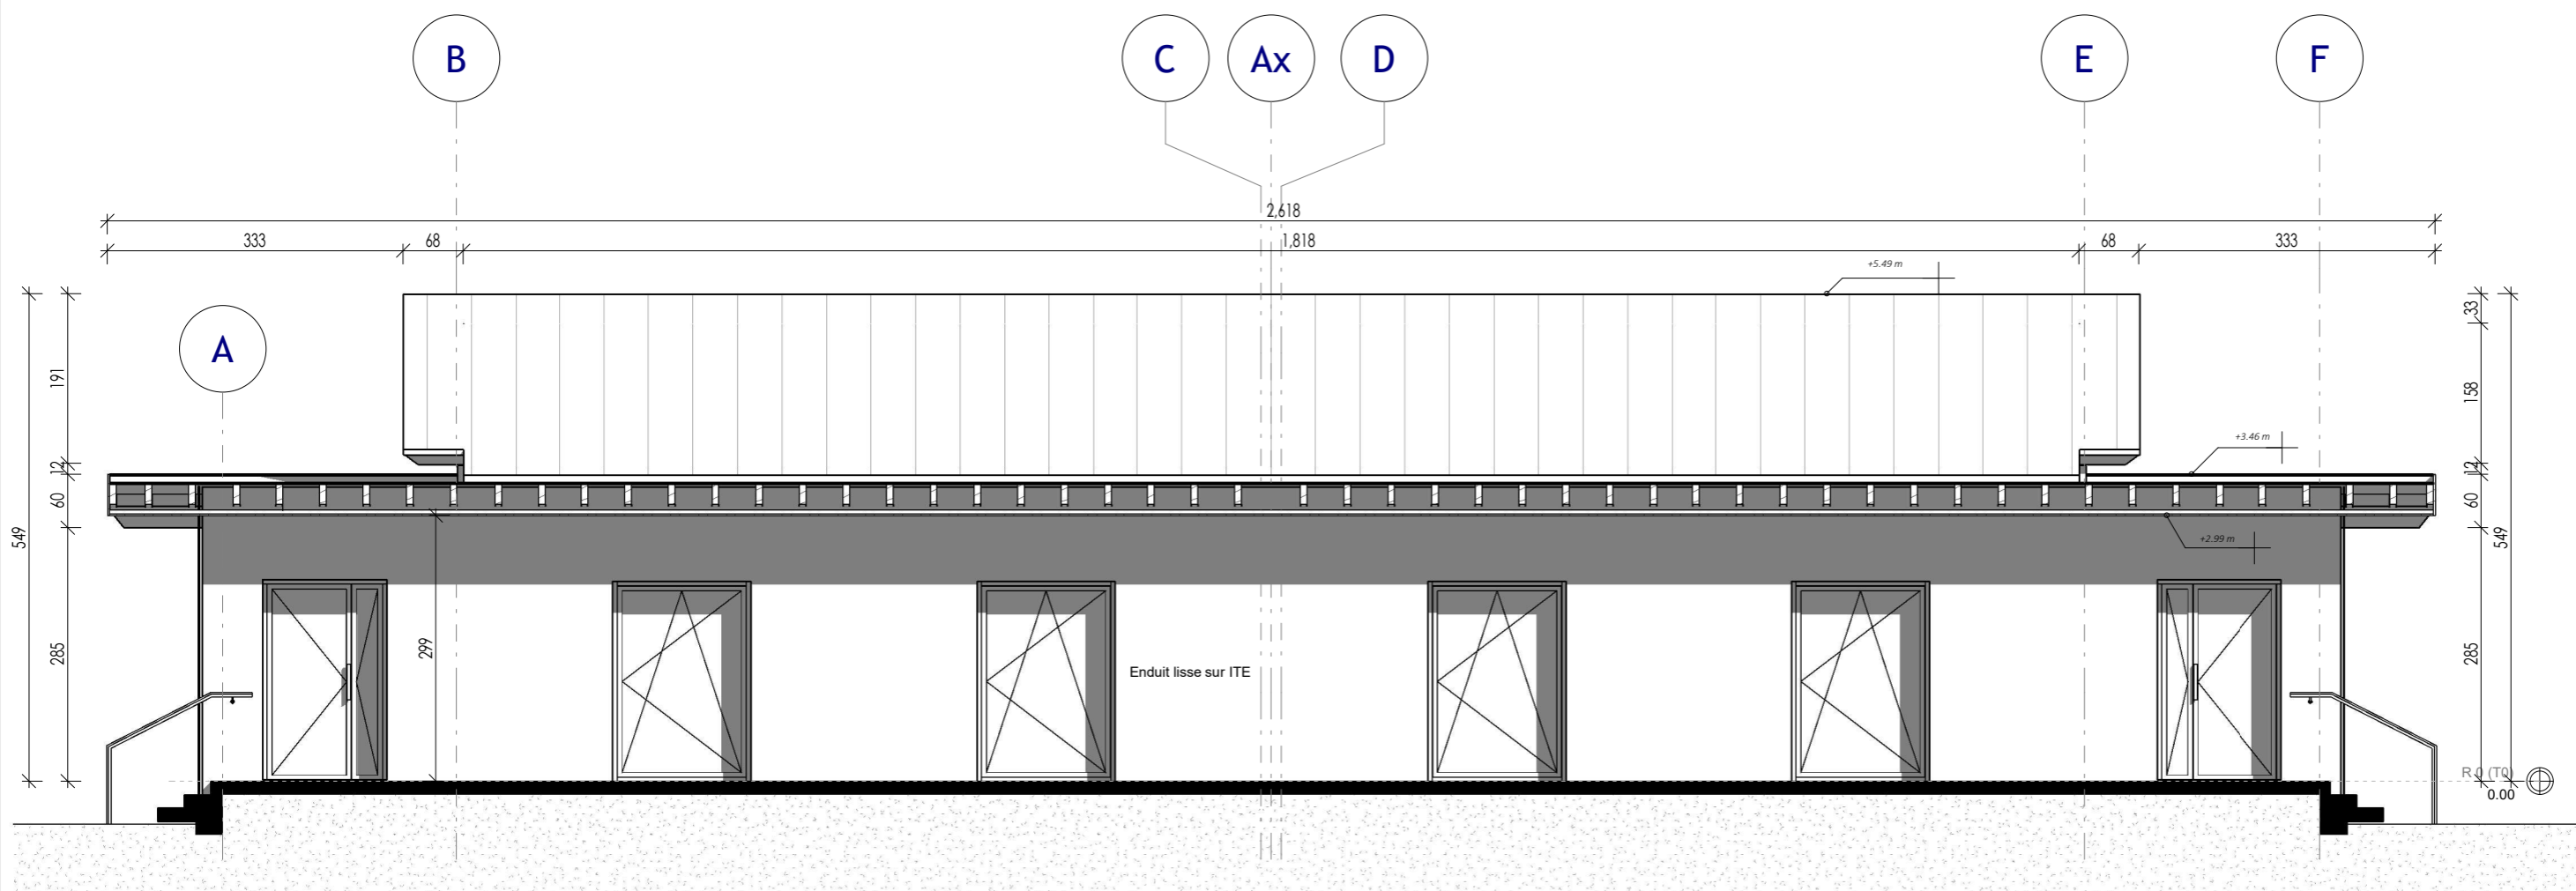 B
C
Ax
D
E
F
2,618
333
68
1,818
68
333
+5.49 m
A
33
191
158
+3.46 m
12
12
60
60
549
+2.99 m
549
299
285
285
Enduit lisse sur ITE
R.0 (T0)
0.00